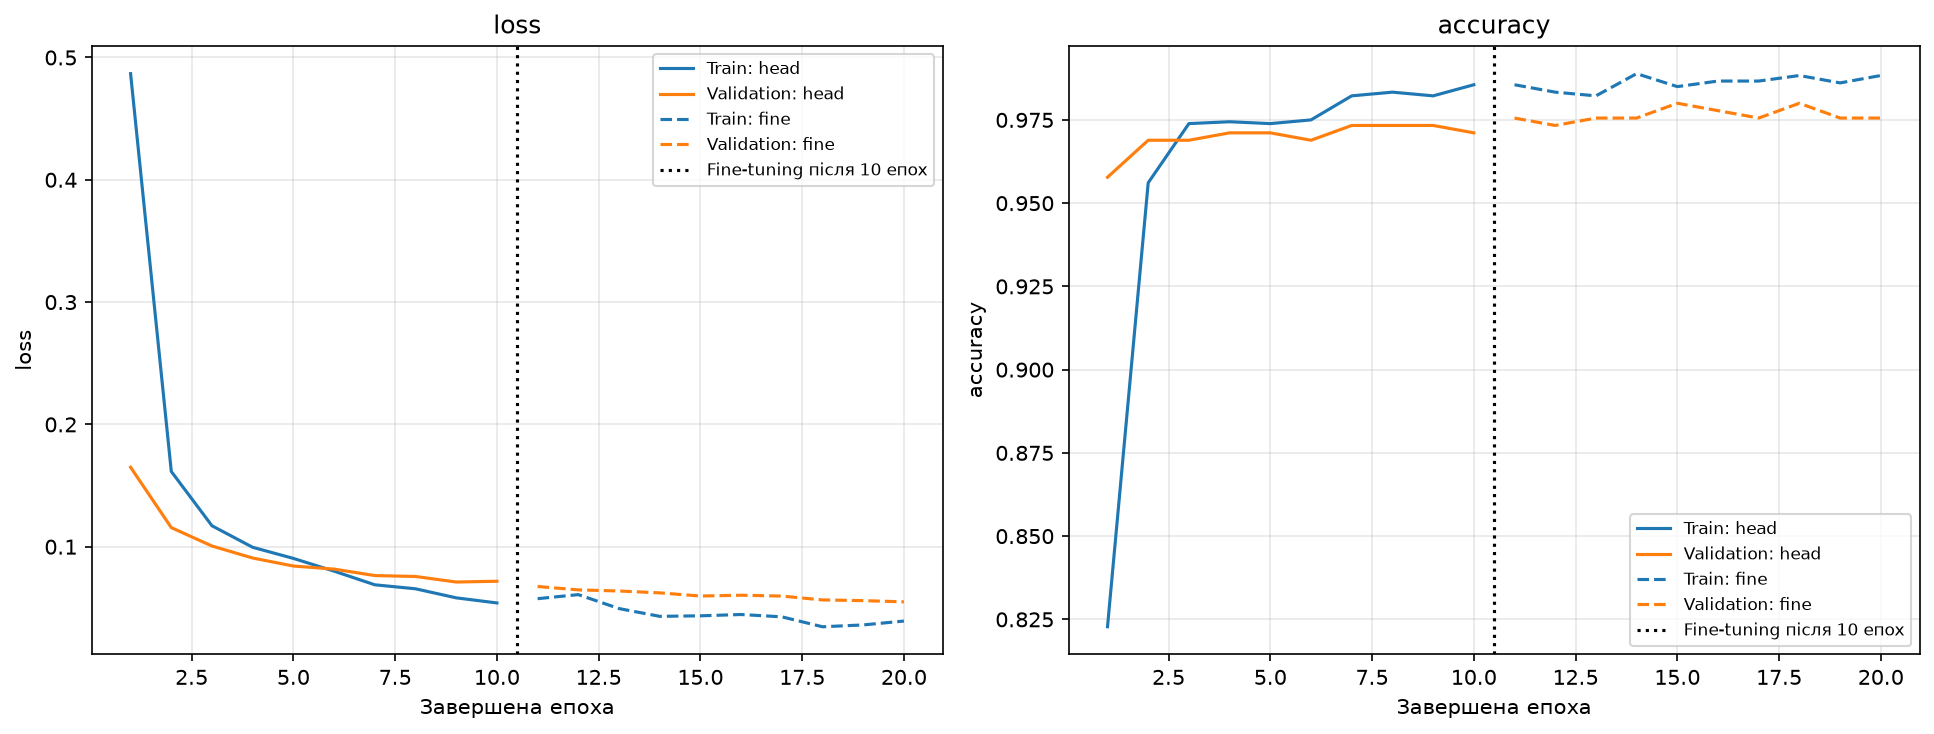 loss
0.5
0.4
0.3
0.2
0.1
loss
2.5 5.0 7.5 10.0 12.5 15.0 17.5 20.0
Завершена епоха
Train: head
Validation: head
Train: fine
Validation: fine
Fine-tuning після 10 епох
accuracy
0.975
0.950
0.925
0.900
0.875
0.850
0.825
accuracy
2.5 5.0 7.5 10.0 12.5 15.0 17.5 20.0
Завершена епоха
Train: head
Validation: head
Train: fine
Validation: fine
Fine-tuning після 10 епох